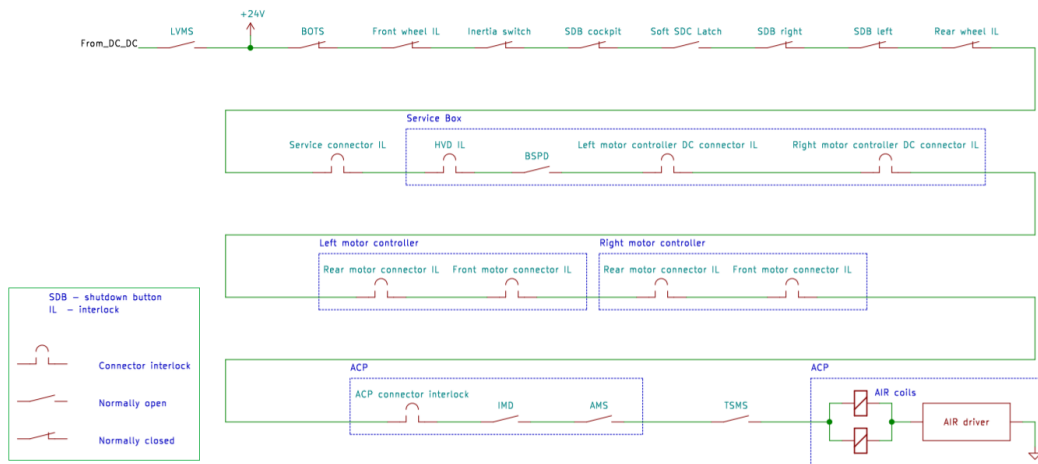 +24V
LVMS
BOTS
Front wheel IL
Inertia switch
SDB cockpit
Soft SDC Latch
SDB right
SDB left
Rear wheel IL
From_DC_DC
Service Box
Service connector IL
HVD IL
BSPD
Left motor controller DC connector IL
Right motor controller DC connector IL
Left motor controller
Right motor controller
Rear motor connector IL
Front motor connector IL
Rear motor connector IL
Front motor connector IL
SDB – shutdown button
IL – interlock
Connector interlock
Normally open
Normally closed
ACP
ACP
ACP connector interlock
IMD
AMS
TSMS
AIR coils
AIR driver